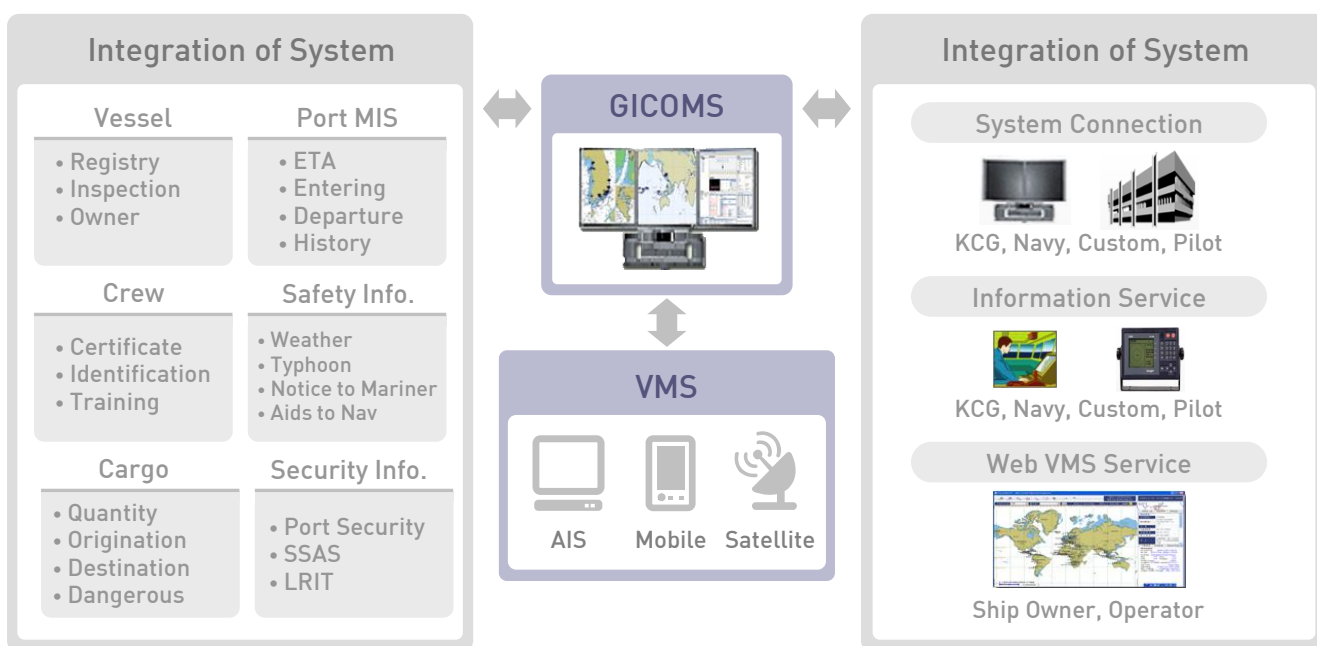 Integration of System
Vessel
• Registry
• Inspection
• Owner
Port MIS
• ETA
• Entering
• Departure
• History
Crew
• Certificate
• Identification
• Training
Safety Info.
• Weather
• Typhoon
• Notice to Mariner
• Aids to Nav
Cargo
• Quantity
• Origination
• Destination
• Dangerous
Security Info.
• Port Security
• SSAS
• LRIT
GICOMS
VMS
AIS
Mobile
Satellite
Integration of System
System Connection
KCG, Navy, Custom, Pilot
Information Service
KCG, Navy, Custom, Pilot
Web VMS Service
Ship Owner, Operator